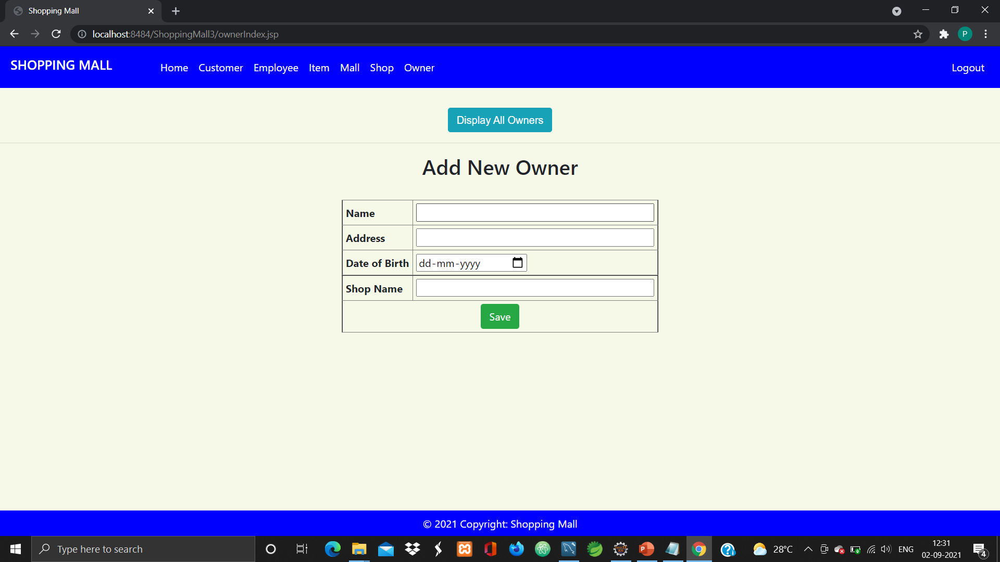 Shopping Mall
localhost:8484/ShoppingMall3/ownerIndex.jsp
P
SHOPPING MALL
Home Customer Employee Item Mall Shop Owner
Logout
Display All Owners
Add New Owner
Name
Address
Date of Birth dd-mm-yyyy
Shop Name
Save
© 2021 Copyright: Shopping Mall
Type here to search
28°C
ENG
12:31
02-09-2021
4